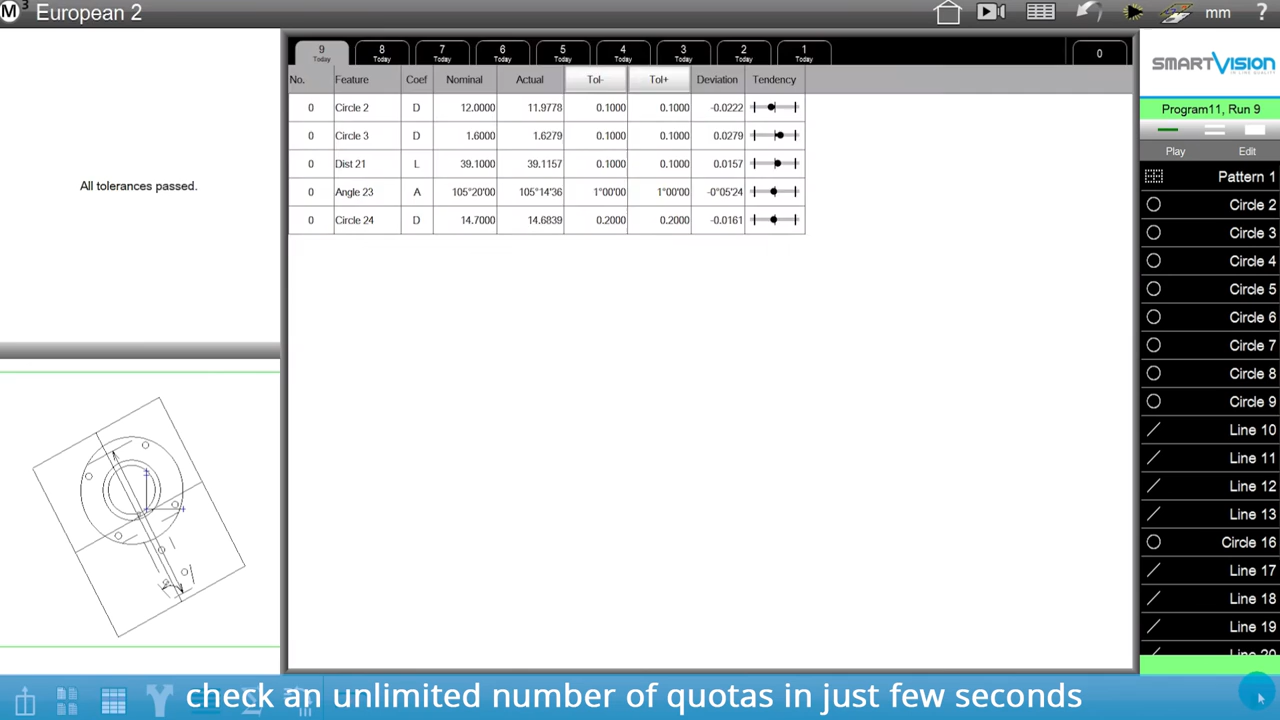 M3 European 2 mm ?
9 Today 8 Today 7 Today 6 Today 5 Today 4 Today 3 Today 2 Today 1 Today 0
No. Feature Coef Nominal Actual Tol- Tol+ Deviation Tendency
0 Circle 2 D 12.0000 11.9778 0.1000 0.1000 -0.0222
0 Circle 3 D 1.6000 1.6279 0.1000 0.1000 0.0279
0 Dist 21 L 39.1000 39.1157 0.1000 0.1000 0.0157
0 Angle 23 A 105°20'00 105°14'36 1°00'00 1°00'00 -0°05'24
0 Circle 24 D 14.7000 14.6839 0.2000 0.2000 -0.0161
All tolerances passed.
SMARTVISION
IN LINE QUALITY
Program11, Run 9
Play Edit
Pattern 1
Circle 2
Circle 3
Circle 4
Circle 5
Circle 6
Circle 7
Circle 8
Circle 9
Line 10
Line 11
Line 12
Line 13
Circle 16
Line 17
Line 18
Line 19
Line 20
check an unlimited number of quotas in just few seconds